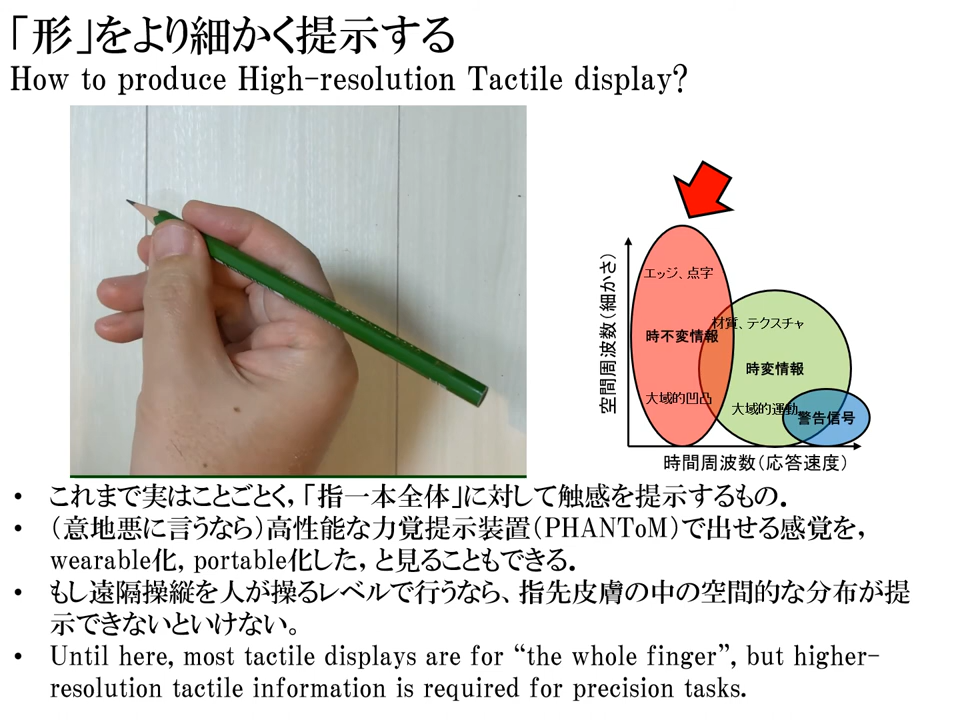 「形」をより細かく提示する
How to produce High-resolution Tactile display?
空間周波数（細かさ）
エッジ、点字
材質、テクスチャ
時不変情報
時変情報
大域的凹凸
大域的運動
警告信号
時間周波数（応答速度）
• これまで実はことごとく，「指一本全体」に対して触感を提示するもの．
• （意地悪に言うなら）高性能な力覚提示装置（PHANToM）で出せる感覚を，
wearable化, portable化した，と見ることもできる．
• もし遠隔操縦を人が操るレベルで行うなら、指先皮膚の中の空間的な分布が提
示できないといけない。
• Until here, most tactile displays are for “the whole finger”, but higher-
resolution tactile information is required for precision tasks.